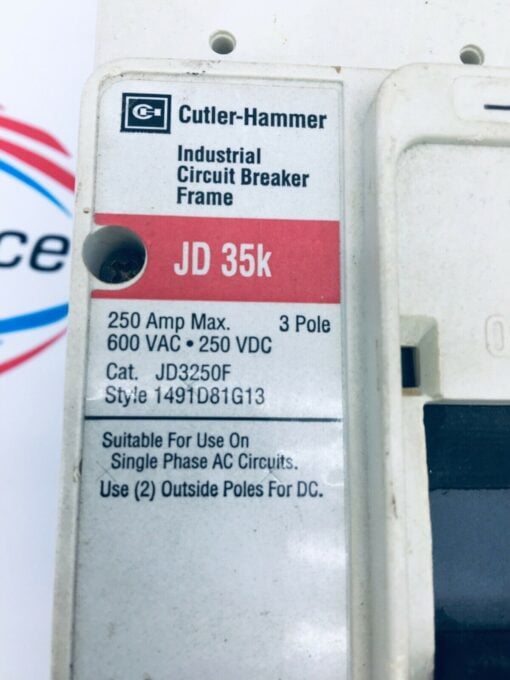 Cutler-Hammer
Industrial
Circuit Breaker
Frame
JD 35k
250 Amp Max. 3 Pole
600 VAC • 250 VDC
Cat. JD3250F
Style 1491D81G13
Suitable For Use On
Single Phase AC Circuits.
Use (2) Outside Poles For DC.